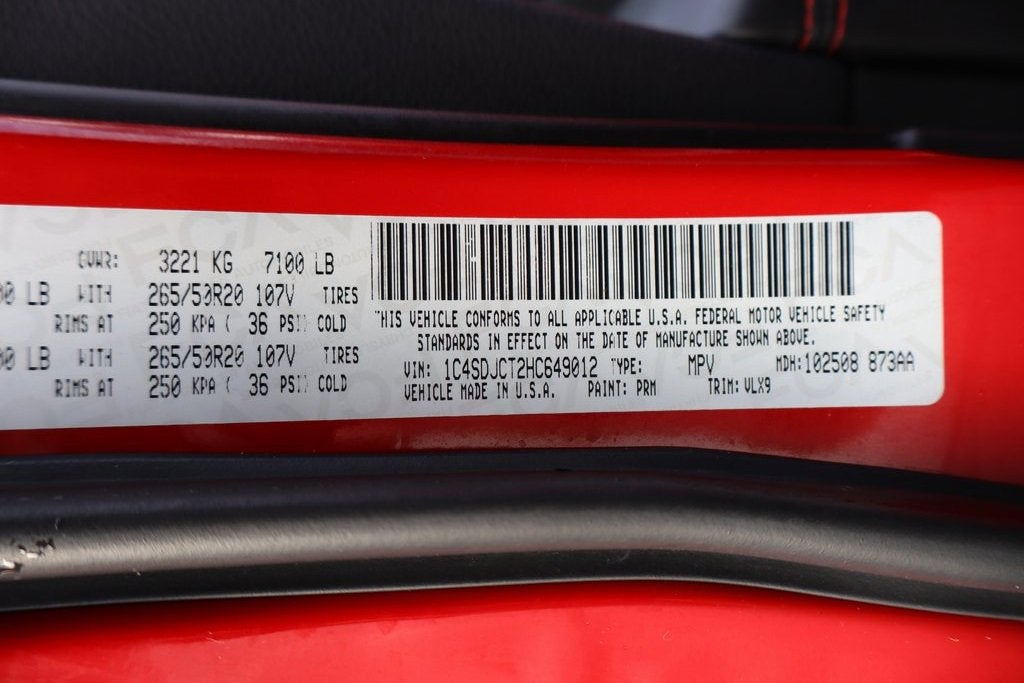 GVWR: 3221 KG 7100 LB
00 LB WITH 265/50R20 107V TIRES
RIMS AT 250 KPA ( 36 PSI) COLD
00 LB WITH 265/50R20 107V TIRES
RIMS AT 250 KPA ( 36 PSI) COLD
THIS VEHICLE CONFORMS TO ALL APPLICABLE U.S.A. FEDERAL MOTOR VEHICLE SAFETY
STANDARDS IN EFFECT ON THE DATE OF MANUFACTURE SHOWN ABOVE.
VIN: 1C4SDJCT2HC649012 TYPE: MPV MDH:102508 873AA
VEHICLE MADE IN U.S.A. PAINT: PRM TRIM: VLX9